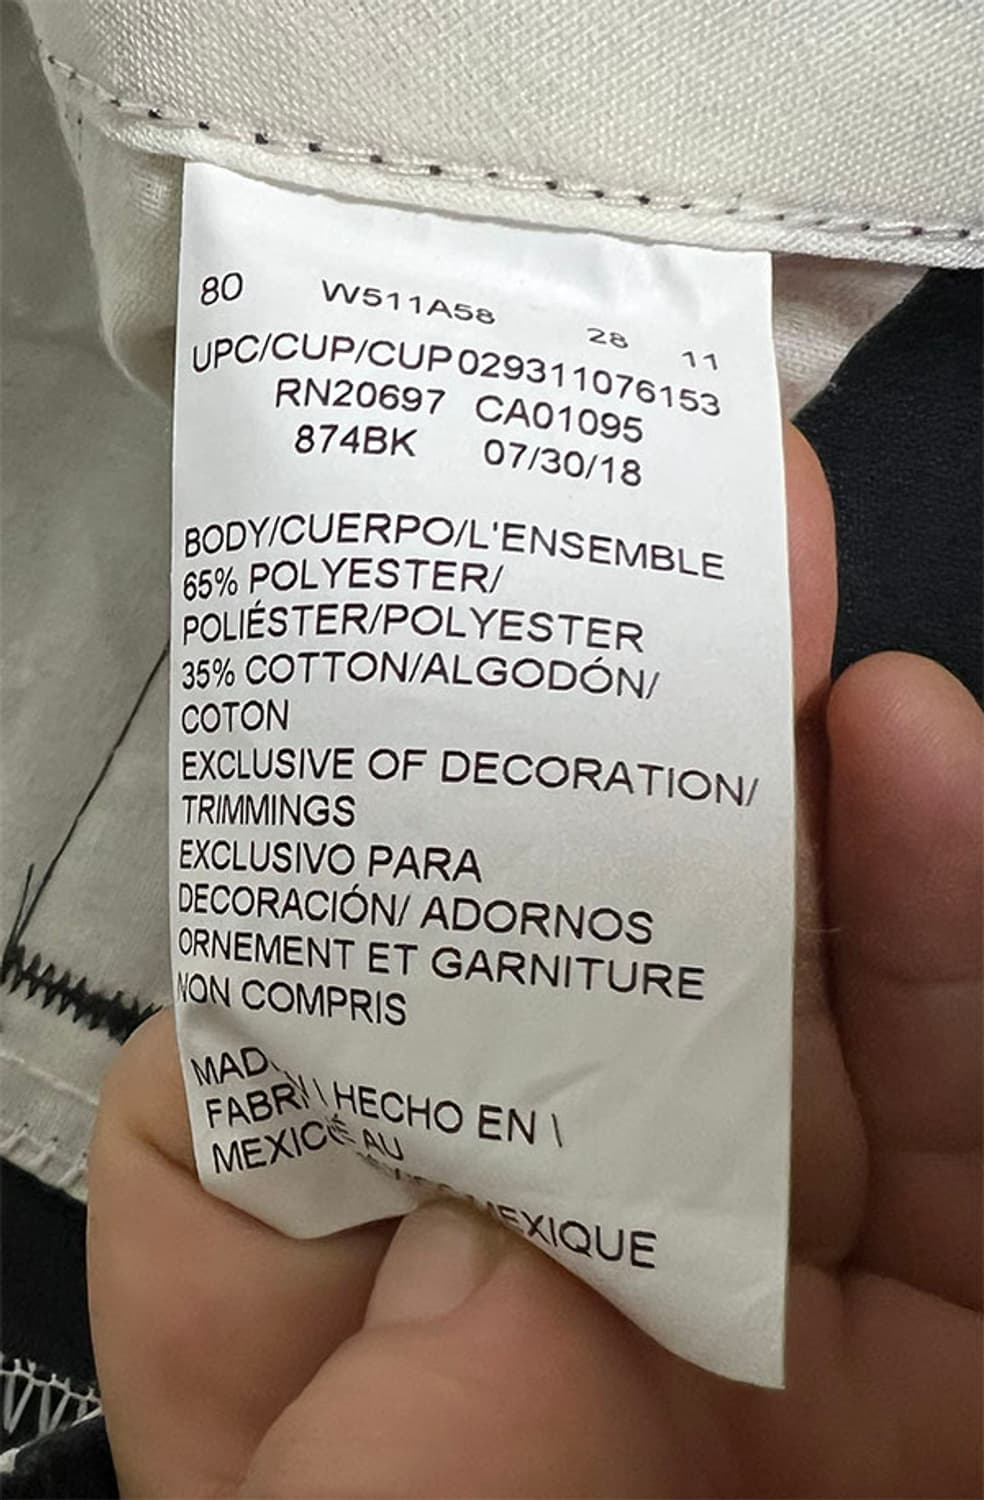 80 W511A58 28 11
UPC/CUP/CUP 029311076153
RN20697 CA01095
874BK 07/30/18
BODY/CUERPO/L'ENSEMBLE
65% POLYESTER/
POLIÉSTER/POLYESTER
35% COTTON/ALGODÓN/
COTON
EXCLUSIVE OF DECORATION/
TRIMMINGS
EXCLUSIVO PARA
DECORACIÓN/ ADORNOS
ORNEMENT ET GARNITURE
NON COMPRIS
HECHO EN \
AU